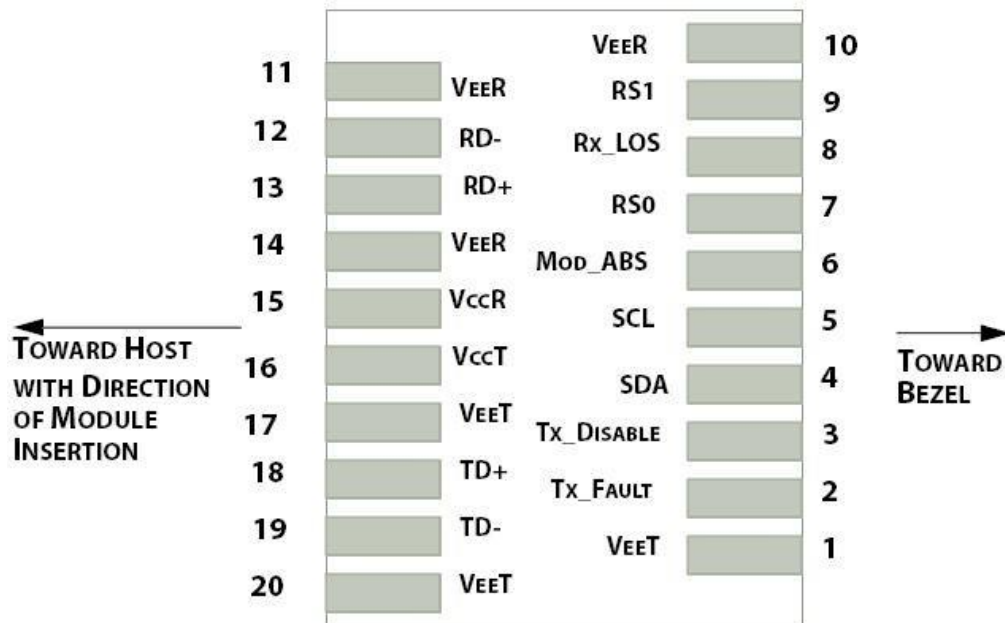 11 VEER
12 RD-
13 RD+
14 VEER
15 VCCR
16 VCCT
17 VEET
18 TD+
19 TD-
20 VEET
VEER 10
RS1 9
RX_LOS 8
RS0 7
MOD_ABS 6
SCL 5
SDA 4
TX_DISABLE 3
TX_FAULT 2
VEET 1
TOWARD HOST
WITH DIRECTION
OF MODULE
INSERTION
TOWARD
BEZEL